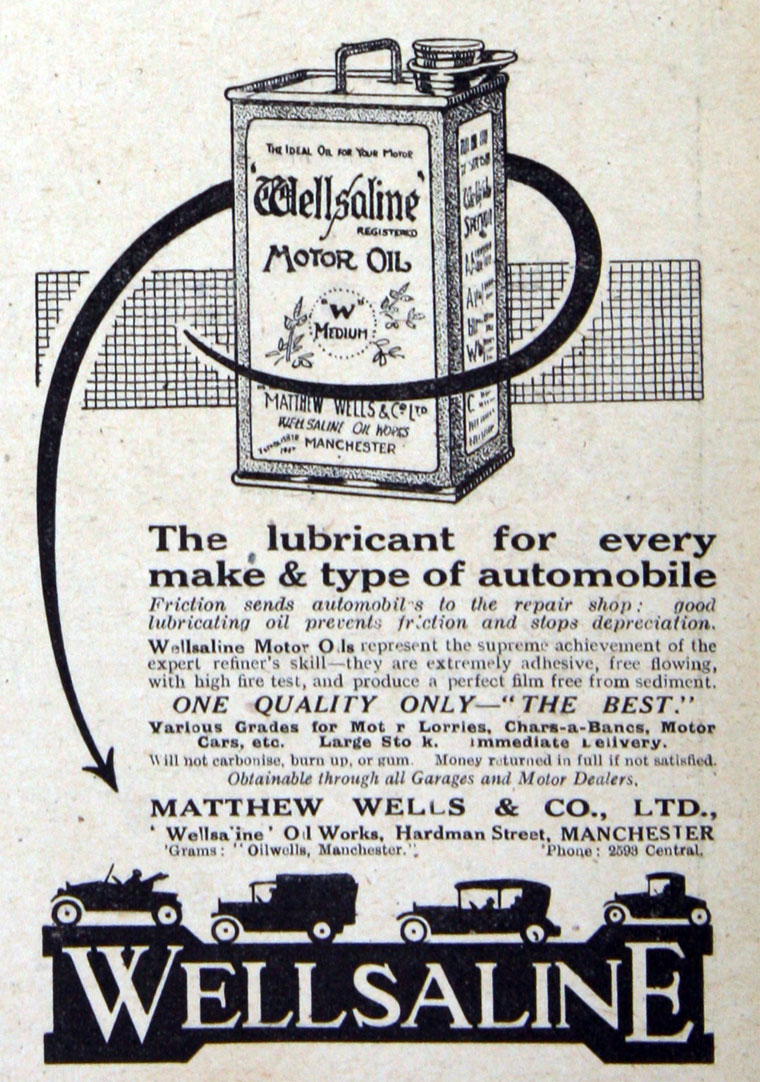 THE IDEAL OIL FOR YOUR MOTOR
'Wellsaline'
REGISTERED
MOTOR OIL
"W"
MEDIUM
MATTHEW WELLS & Co LTD
WELLSALINE OIL WORKS
MANCHESTER
The lubricant for every
make & type of automobile
Friction sends automobil s to the repair shop: good
lubricating oil prevents friction and stops depreciation.
Wellsaline Motor O ls represent the supreme achievement of the
expert refiner's skill—they are extremely adhesive, free flowing,
with high fire test, and produce a perfect film free from sediment.
ONE QUALITY ONLY—"THE BEST."
Various Grades for Mot r Lorries, Chars-a-Bancs, Motor
Cars, etc. Large Sto k. Immediate Delivery.
Will not carbonise, burn up, or gum. Money returned in full if not satisfied.
Obtainable through all Garages and Motor Dealers.
MATTHEW WELLS & CO., LTD.,
'Wellsa ine' Oil Works, Hardman Street, MANCHESTER
'Grams: "Oilwells, Manchester." 'Phone: 2593 Central.
WELLSALINE